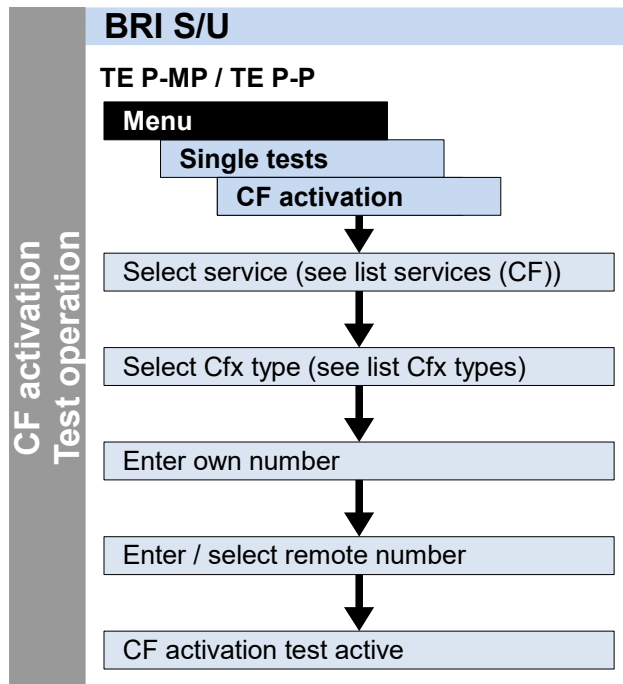 BRI S/U
TE P-MP / TE P-P
Menu
Single tests
CF activation
Select service (see list services (CF))
Select Cfx type (see list Cfx types)
Enter own number
Enter / select remote number
CF activation test active
CF activation
Test operation